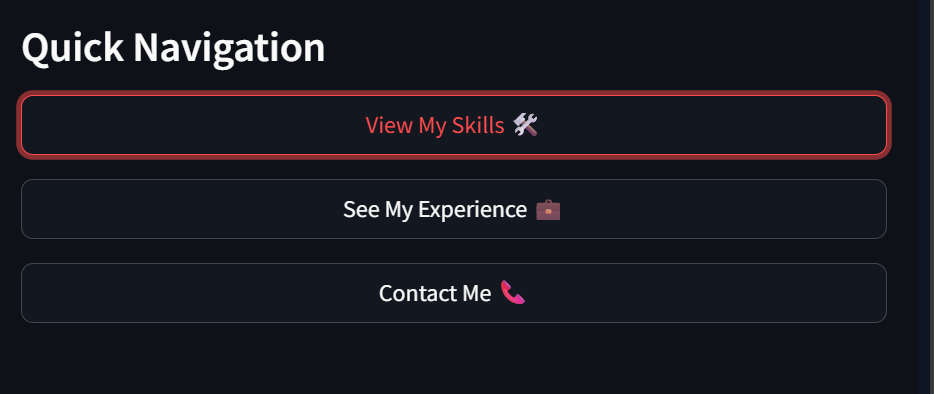 Quick Navigation
View My Skills 🛠️
See My Experience 💼
Contact Me 📞